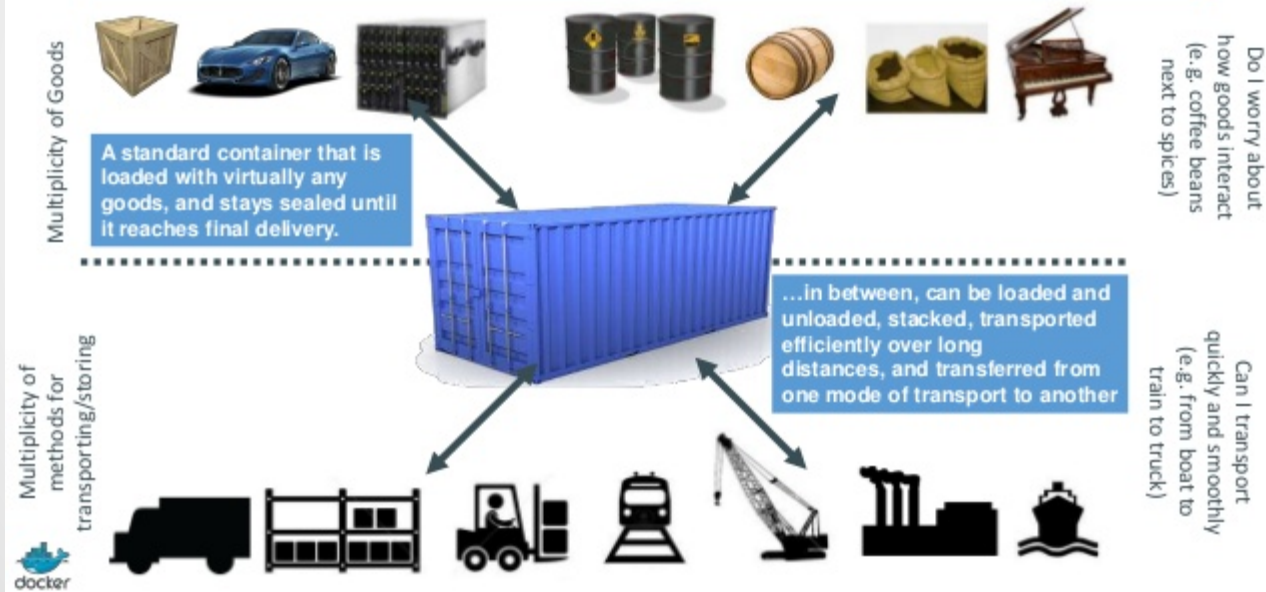 Multiplicity of Goods
Do I worry about
how goods interact
(e.g. coffee beans
next to spices)
A standard container that is
loaded with virtually any
goods, and stays sealed until
it reaches final delivery.
...in between, can be loaded and
unloaded, stacked, transported
efficiently over long
distances, and transferred from
one mode of transport to another
Multiplicity of
methods for
transporting/storing
Can I transport
quickly and smoothly
(e.g. from boat to
train to truck)
docker